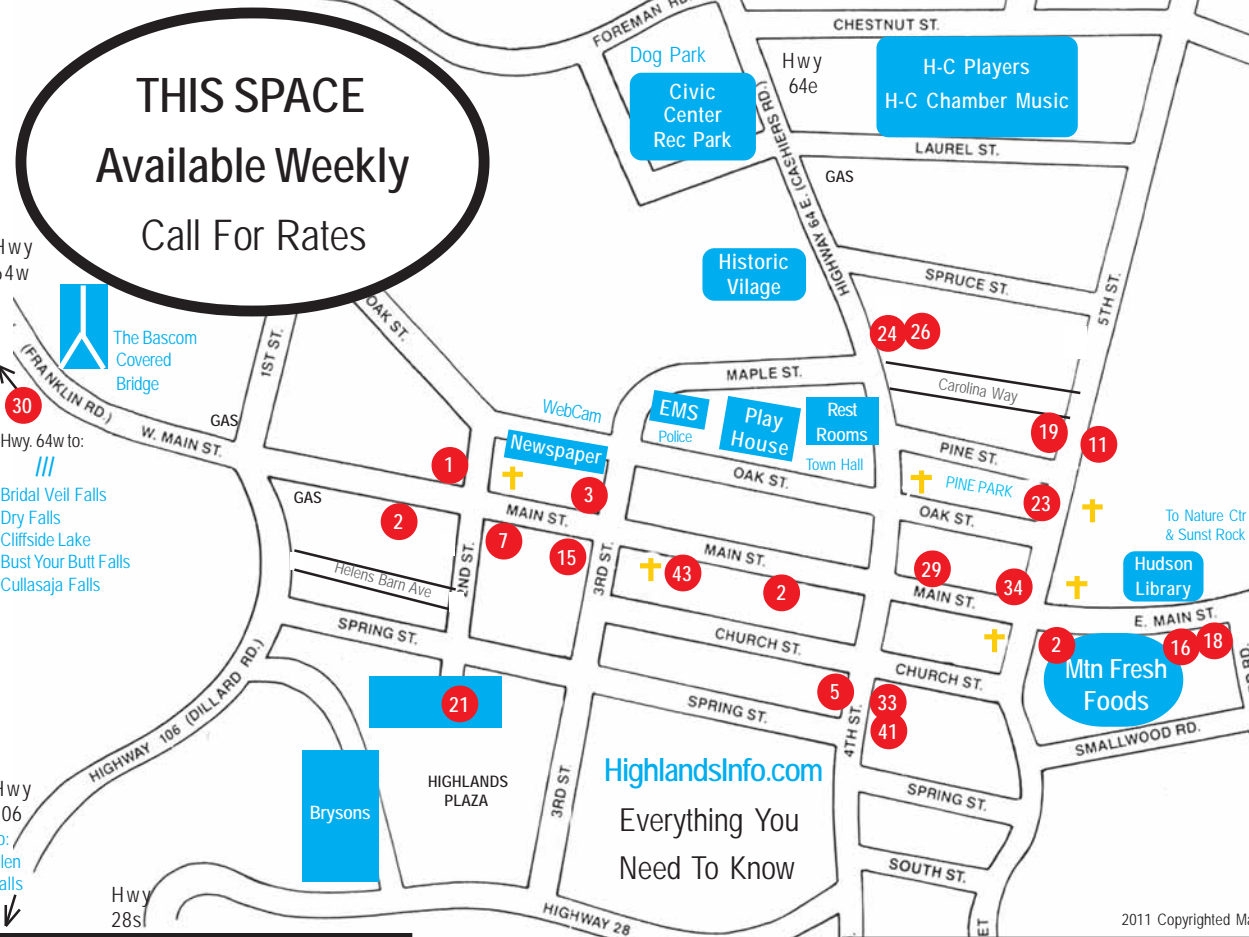 FOREMAN RD.
CHESTNUT ST.
Dog Park
Civic
Center
Rec Park
Hwy
64e
H-C Players
H-C Chamber Music
THIS SPACE
Available Weekly
Call For Rates
LAUREL ST.
GAS
HIGHWAY 64 E. (CASHIERS RD.)
Hwy
64w
Historic
Vilage
SPRUCE ST.
5TH ST.
OAK ST.
1ST ST.
The Bascom
Covered
Bridge
24
26
MAPLE ST.
Carolina Way
(FRANKLIN RD.)
30
W. MAIN ST.
GAS
WebCam
EMS
Police
Play
House
Rest
Rooms
Town Hall
19
11
Hwy. 64w to:
Bridal Veil Falls
Dry Falls
Cliffside Lake
Bust Your Butt Falls
Cullasaja Falls
1
Newspaper
3
OAK ST.
PINE ST.
PINE PARK
23
GAS
2
MAIN ST.
OAK ST.
To Nature Ctr
& Sunst Rock
7
15
2ND ST.
3RD ST.
MAIN ST.
43
2
29
34
Hudson
Library
Helens Barn Ave
MAIN ST.
E. MAIN ST.
SPRING ST.
CHURCH ST.
CHURCH ST.
2
16
18
Mtn Fresh
Foods
RD.
HIGHWAY 106 (DILLARD RD.)
21
SPRING ST.
5
33
41
4TH ST.
SMALLWOOD RD.
HighlandsInfo.com
Everything You
Need To Know
HIGHLANDS
PLAZA
3RD ST.
Brysons
SPRING ST.
SOUTH ST.
Hwy
28s
HIGHWAY 28
2011 Copyrighted Ma